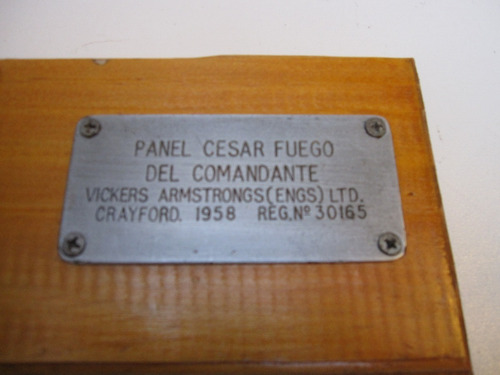 PANEL CESAR FUEGO
DEL COMANDANTE
VICKERS ARMSTRONGS(ENGS) LTD.
CRAYFORD. 1958 REG.Nº 30165